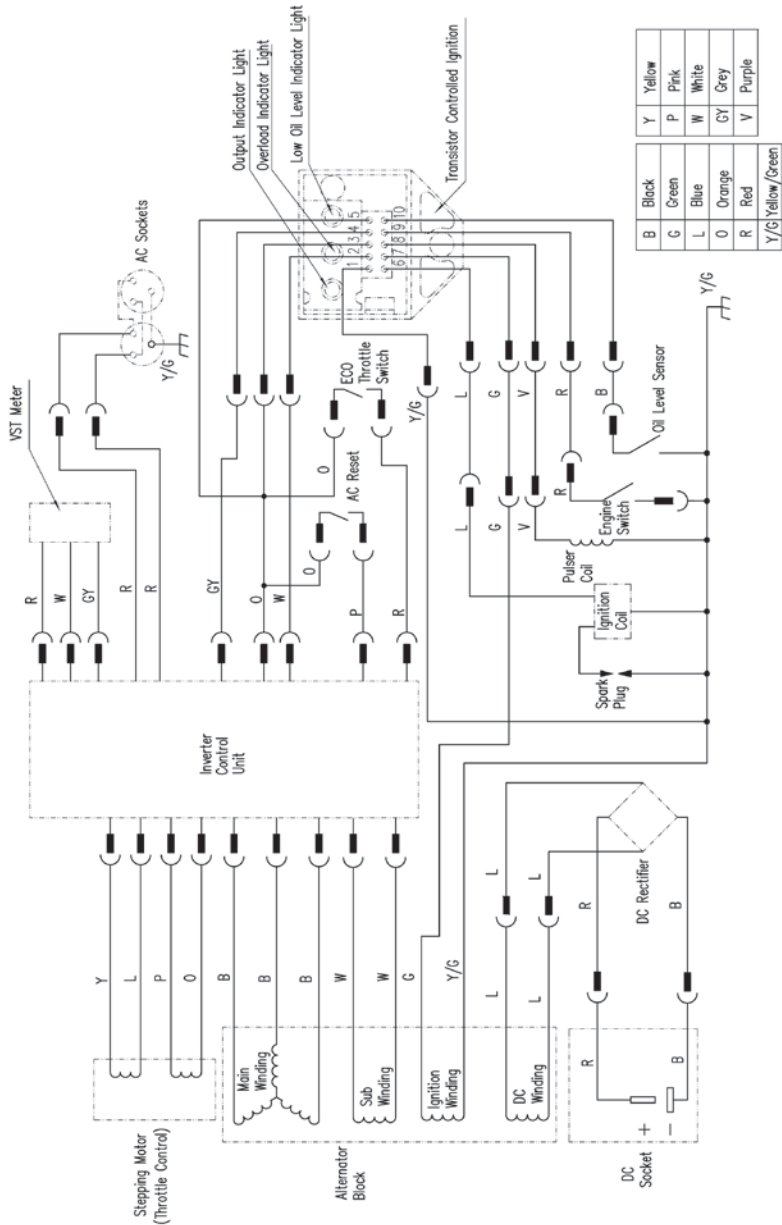 Stepping Motor
(Throttle Control)
Alternator
Block
DC
Socket
Main
Winding
Sub
Winding
Ignition
Winding
DC
Winding
+
−
Y
L
P
O
B
B
B
W
W
G
Y/G
L
L
L
L
R
B
R
B
DC Rectifier
Inverter
Control
Unit
VST Meter
R
W
GY
R
R
AC Sockets
Y/G
GY
O
W
P
R
O
AC Reset
O
ECO
Throttle
Switch
Y/G
Output Indicator Light
Overload Indicator Light
Low Oil Level Indicator Light
1 2 3 4 5
6 7 8 9 10
Transistor Controlled Ignition
L
G
V
R
B
L
G
V
R
Spark
Plug
Ignition
Coil
Pulser
Coil
Engine
Switch
Oil Level Sensor
Y/G
B Black Y Yellow
G Green P Pink
L Blue W White
O Orange GY Grey
R Red V Purple
Y/G Yellow/Green